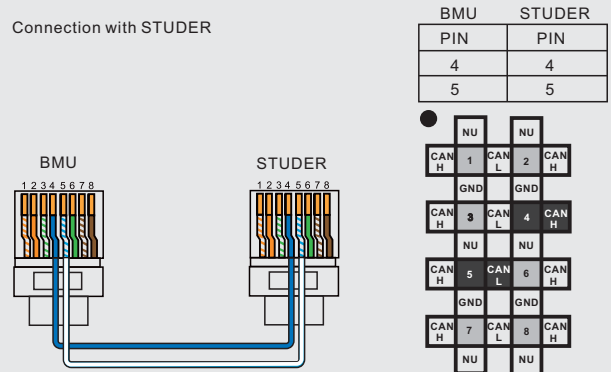 Connection with STUDER
BMU STUDER
PIN PIN
4 4
5 5
BMU
1 2 3 4 5 6 7 8
STUDER
1 2 3 4 5 6 7 8
NU NU
CAN H 1 CAN L 2 CAN H
GND GND
CAN H 3 CAN L 4 CAN H
NU NU
CAN H 5 CAN L 6 CAN H
GND GND
CAN H 7 CAN L 8 CAN H
NU NU